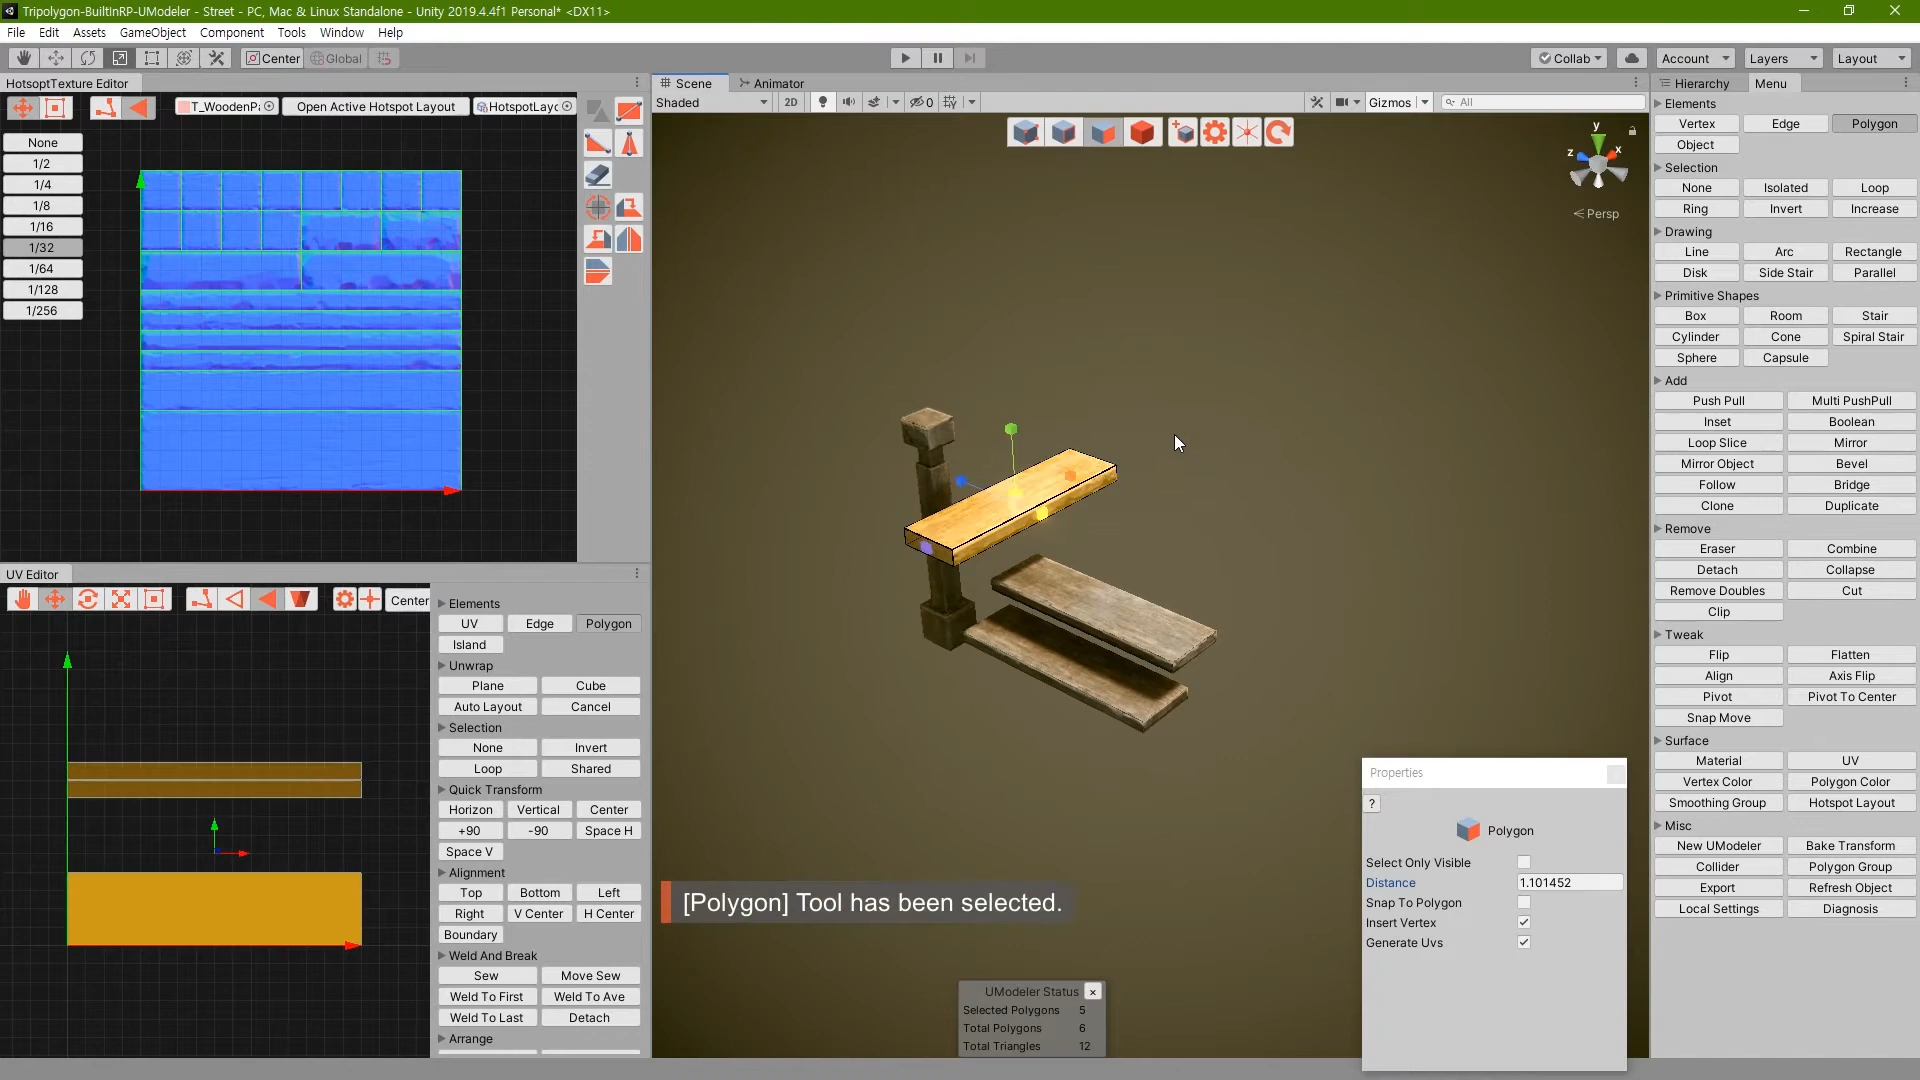 Tripolygon-BuiltInRP-UModeler - Street - PC, Mac & Linux Standalone - Unity 2019.4.4f1 Personal* <DX11>
File Edit Assets GameObject Component Tools Window Help
Center Global
Collab Account Layers Layout
HotsoptTexture Editor
Open Active Hotspot Layout
None
1/2
1/4
1/8
1/16
1/32
1/64
1/128
1/256
Scene Animator
Shaded 2D 0 Gizmos All
y
x
z
Persp
Hierarchy Menu
Elements
Vertex Edge Polygon
Object
Selection
None Isolated Loop
Ring Invert Increase
Drawing
Line Arc Rectangle
Disk Side Stair Parallel
Primitive Shapes
Box Room Stair
Cylinder Cone Spiral Stair
Sphere Capsule
Add
Push Pull Multi PushPull
Inset Boolean
Loop Slice Mirror
Mirror Object Bevel
Follow Bridge
Clone Duplicate
Remove
Eraser Combine
Detach Collapse
Remove Doubles Cut
Clip
Tweak
Flip Flatten
Align Axis Flip
Pivot Pivot To Center
Snap Move
Surface
Material UV
Vertex Color Polygon Color
Smoothing Group Hotspot Layout
Misc
New UModeler Bake Transform
Collider Polygon Group
Export Refresh Object
Local Settings Diagnosis
UV Editor
Center
Elements
UV Edge Polygon
Island
Unwrap
Plane Cube
Auto Layout Cancel
Selection
None Invert
Loop Shared
Quick Transform
Horizon Vertical Center
+90 -90 Space H
Space V
Alignment
Top Bottom Left
Right V Center H Center
Boundary
Weld And Break
Sew Move Sew
Weld To First Weld To Ave
Weld To Last Detach
Arrange
[Polygon] Tool has been selected.
UModeler Status ×
Selected Polygons 5
Total Polygons 6
Total Triangles 12
Properties
?
Polygon
Select Only Visible
Distance 1.101452
Snap To Polygon
Insert Vertex
Generate Uvs